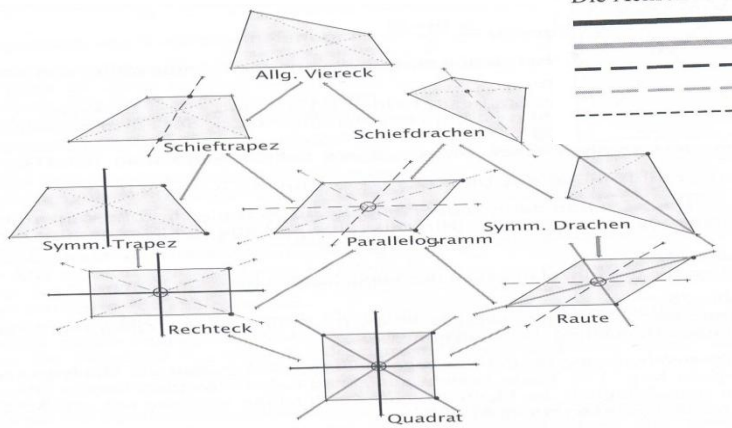 Allg. Viereck
Schiefdrachen
Schieftrapez
Symm. Drachen
Symm. Trapez
Parallelogramm
Raute
Rechteck
Quadrat